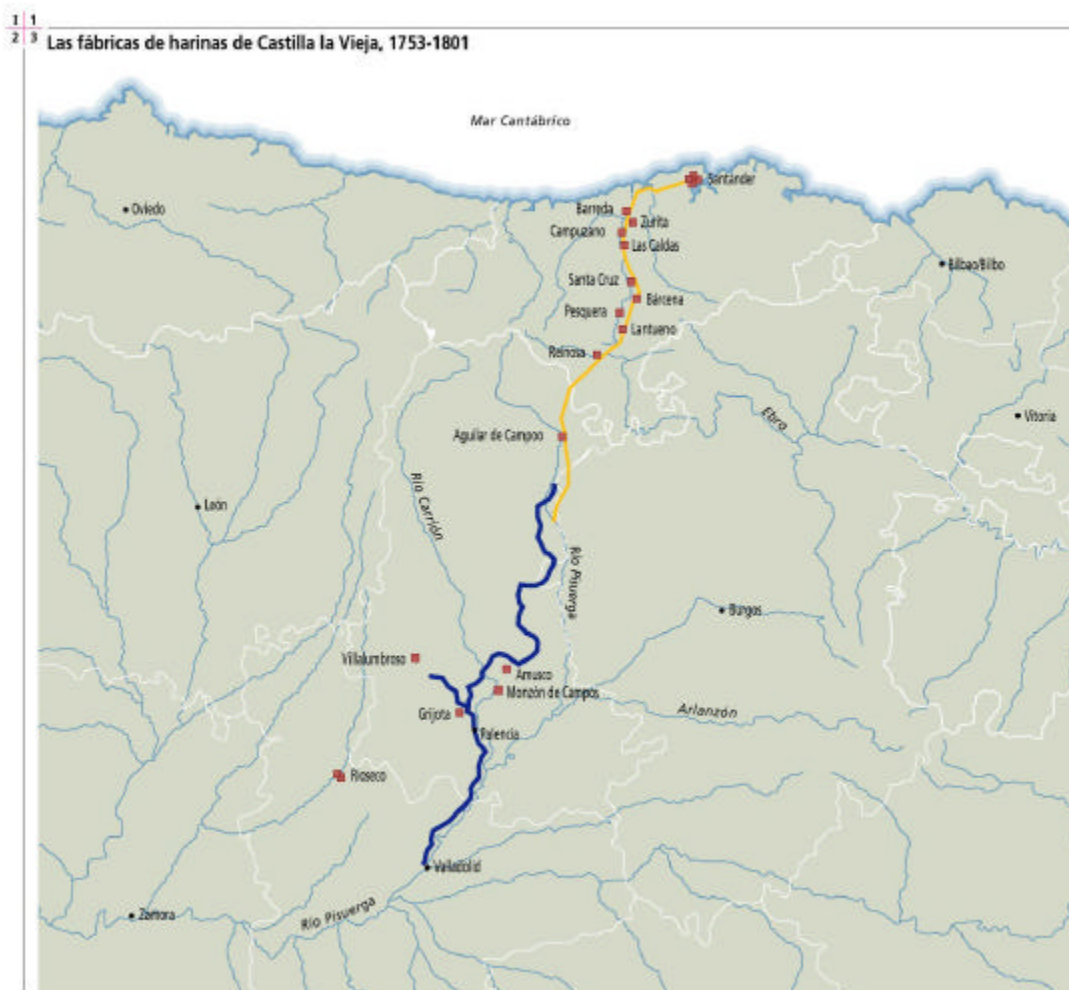 I 1
2 3
Las fábricas de harinas de Castilla la Vieja, 1753-1801
Mar Cantábrico
Santander
Oviedo
Barreda
Zurita
Campuzano
Las Caldas
Bilbao/Bilbo
Santa Cruz
Bárcena
Pesquera
Lantueno
Reinosa
Ebro
Vitoria
Aguilar de Campoo
León
Río Carrión
Río Pisuerga
Burgos
Villalumbroso
Amusco
Monzón de Campos
Grijota
Arlanzón
Palencia
Rioseco
Valladolid
Zamora
Río Pisuerga